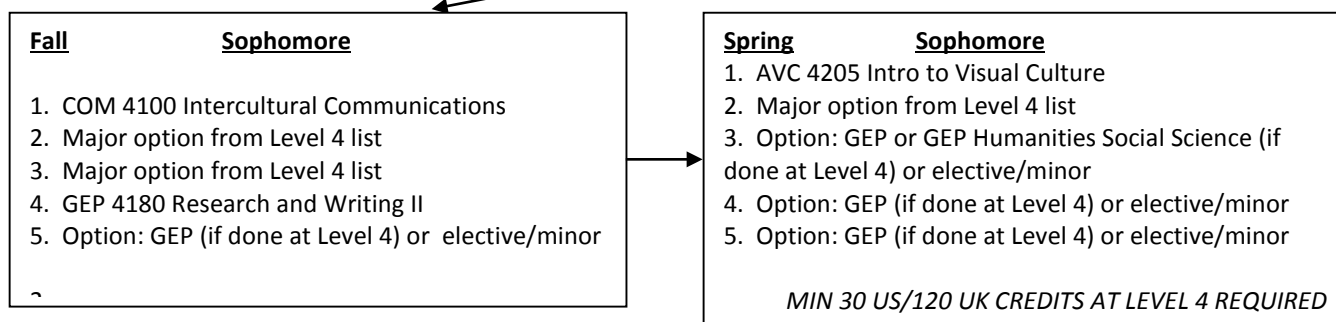 Fall Sophomore
1. COM 4100 Intercultural Communications
2. Major option from Level 4 list
3. Major option from Level 4 list
4. GEP 4180 Research and Writing II
5. Option: GEP (if done at Level 4) or elective/minor
Spring Sophomore
1. AVC 4205 Intro to Visual Culture
2. Major option from Level 4 list
3. Option: GEP or GEP Humanities Social Science (if
done at Level 4) or elective/minor
4. Option: GEP (if done at Level 4) or elective/minor
5. Option: GEP (if done at Level 4) or elective/minor
MIN 30 US/120 UK CREDITS AT LEVEL 4 REQUIRED